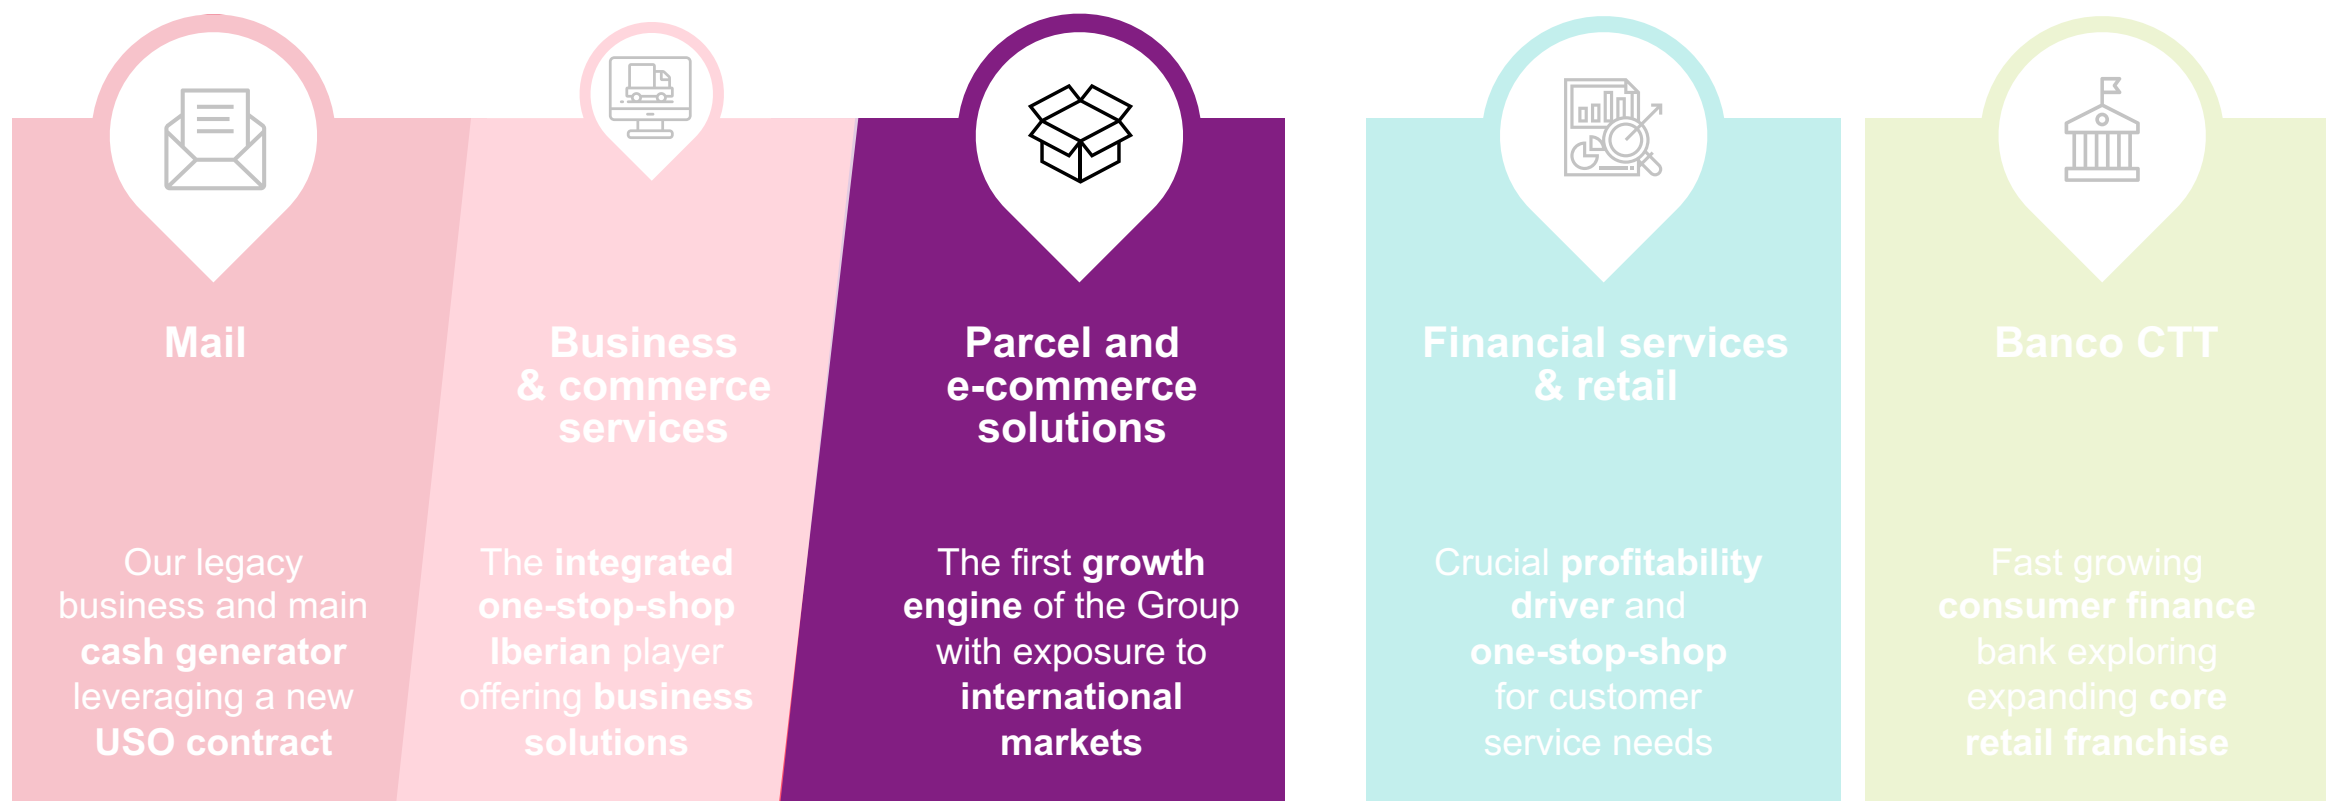 Mail
Our legacy
business and main
cash generator
leveraging a new
USO contract
Business
& commerce
services
The integrated
one-stop-shop
Iberian player
offering business
solutions
Parcel and
e-commerce
solutions
The first growth
engine of the Group
with exposure to
international
markets
Financial services
& retail
Crucial profitability
driver and
one-stop-shop
for customer
service needs
Banco CTT
Fast growing
consumer finance
bank exploring
expanding core
retail franchise